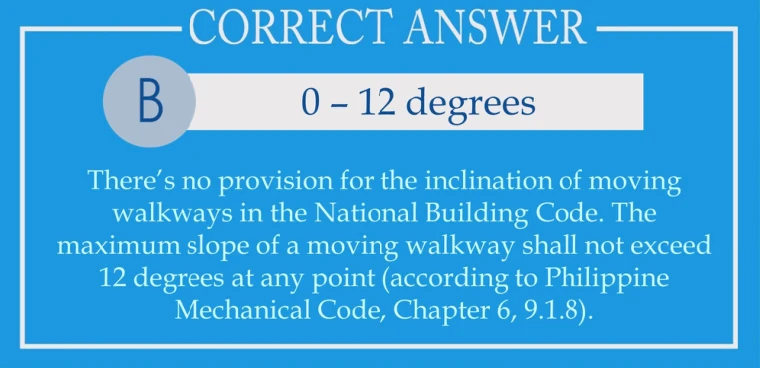 CORRECT ANSWER
B
0 – 12 degrees
There's no provision for the inclination of moving
walkways in the National Building Code. The
maximum slope of a moving walkway shall not exceed
12 degrees at any point (according to Philippine
Mechanical Code, Chapter 6, 9.1.8).